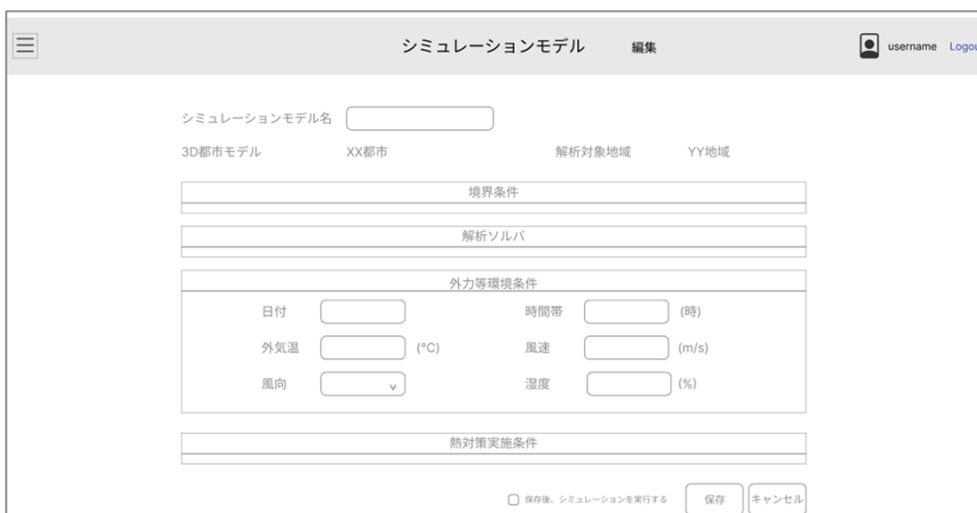 シミュレーションモデル 編集 username Logou
シミュレーションモデル名
3D都市モデル XX都市 解析対象地域 YY地域
境界条件
解析ソルバ
外力等環境条件
日付 時間帯 (時)
外気温 (°C) 風速 (m/s)
風向 湿度 (%)
熱対策実施条件
保存後、シミュレーションを実行する 保存 キャンセル